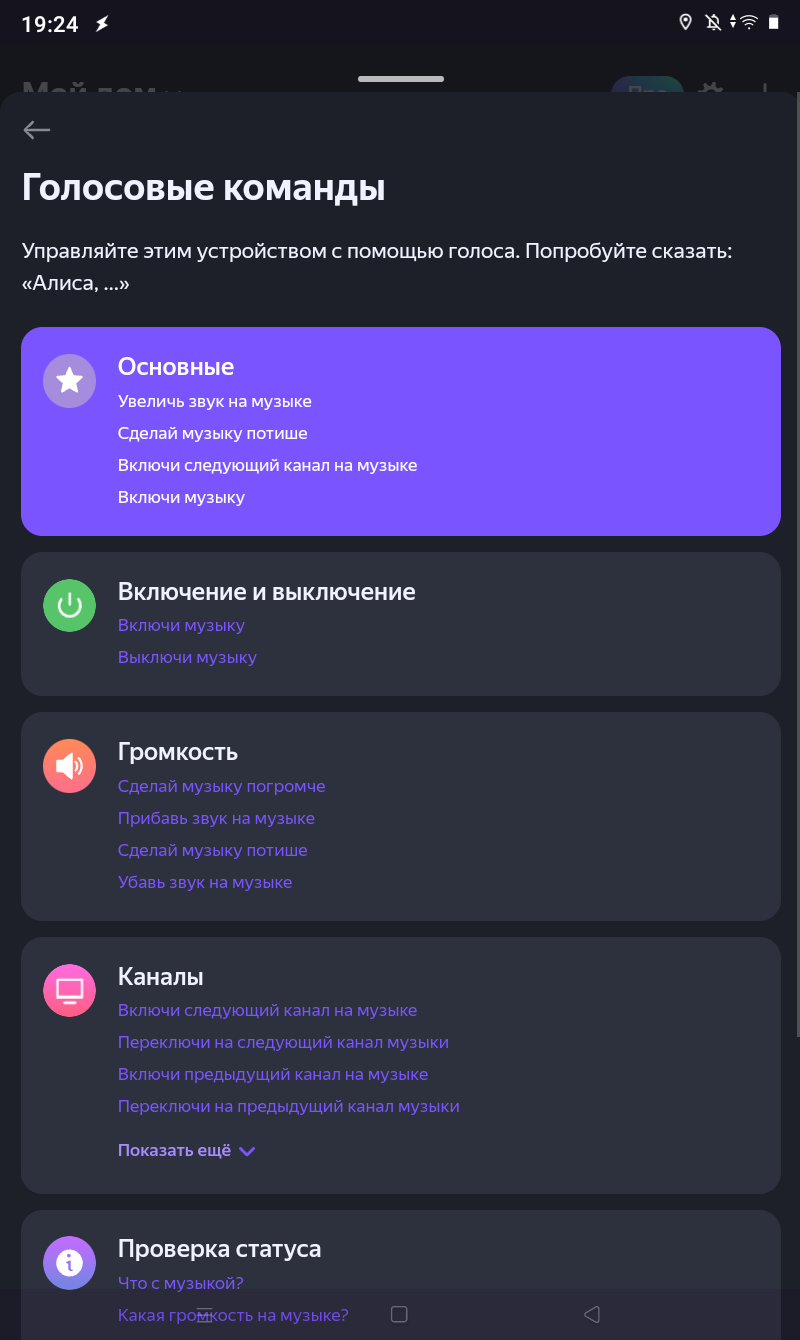 19:24
Мой дом
Про
Голосовые команды
Управляйте этим устройством с помощью голоса. Попробуйте сказать:
«Алиса, ...»
Основные
Увеличь звук на музыке
Сделай музыку потише
Включи следующий канал на музыке
Включи музыку
Включение и выключение
Включи музыку
Выключи музыку
Громкость
Сделай музыку погромче
Прибавь звук на музыке
Сделай музыку потише
Убавь звук на музыке
Каналы
Включи следующий канал на музыке
Переключи на следующий канал музыки
Включи предыдущий канал на музыке
Переключи на предыдущий канал музыки
Показать ещё
Проверка статуса
Что с музыкой?
Какая громкость на музыке?